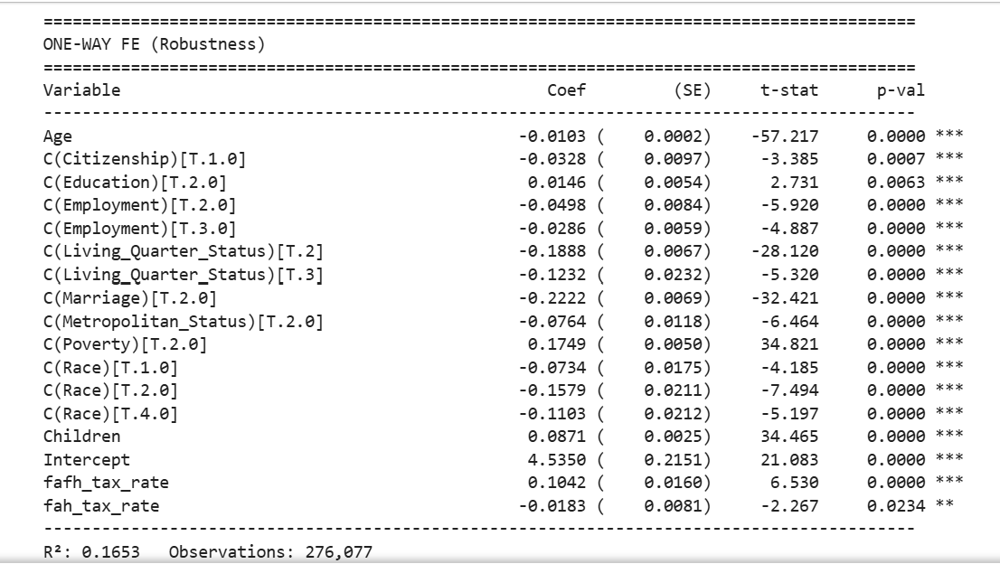 ==========================================================================================
ONE-WAY FE (Robustness)
==========================================================================================
Variable                                            Coef         (SE)     t-stat      p-val
------------------------------------------------------------------------------------------
Age                                              -0.0103 (    0.0002)    -57.217     0.0000 ***
C(Citizenship)[T.1.0]                            -0.0328 (    0.0097)     -3.385     0.0007 ***
C(Education)[T.2.0]                               0.0146 (    0.0054)      2.731     0.0063 ***
C(Employment)[T.2.0]                             -0.0498 (    0.0084)     -5.920     0.0000 ***
C(Employment)[T.3.0]                             -0.0286 (    0.0059)     -4.887     0.0000 ***
C(Living_Quarter_Status)[T.2]                    -0.1888 (    0.0067)    -28.120     0.0000 ***
C(Living_Quarter_Status)[T.3]                    -0.1232 (    0.0232)     -5.320     0.0000 ***
C(Marriage)[T.2.0]                               -0.2222 (    0.0069)    -32.421     0.0000 ***
C(Metropolitan_Status)[T.2.0]                    -0.0764 (    0.0118)     -6.464     0.0000 ***
C(Poverty)[T.2.0]                                 0.1749 (    0.0050)     34.821     0.0000 ***
C(Race)[T.1.0]                                   -0.0734 (    0.0175)     -4.185     0.0000 ***
C(Race)[T.2.0]                                   -0.1579 (    0.0211)     -7.494     0.0000 ***
C(Race)[T.4.0]                                   -0.1103 (    0.0212)     -5.197     0.0000 ***
Children                                          0.0871 (    0.0025)     34.465     0.0000 ***
Intercept                                         4.5350 (    0.2151)     21.083     0.0000 ***
fafh_tax_rate                                     0.1042 (    0.0160)      6.530     0.0000 ***
fah_tax_rate                                     -0.0183 (    0.0081)     -2.267     0.0234 **
------------------------------------------------------------------------------------------
R²: 0.1653   Observations: 276,077